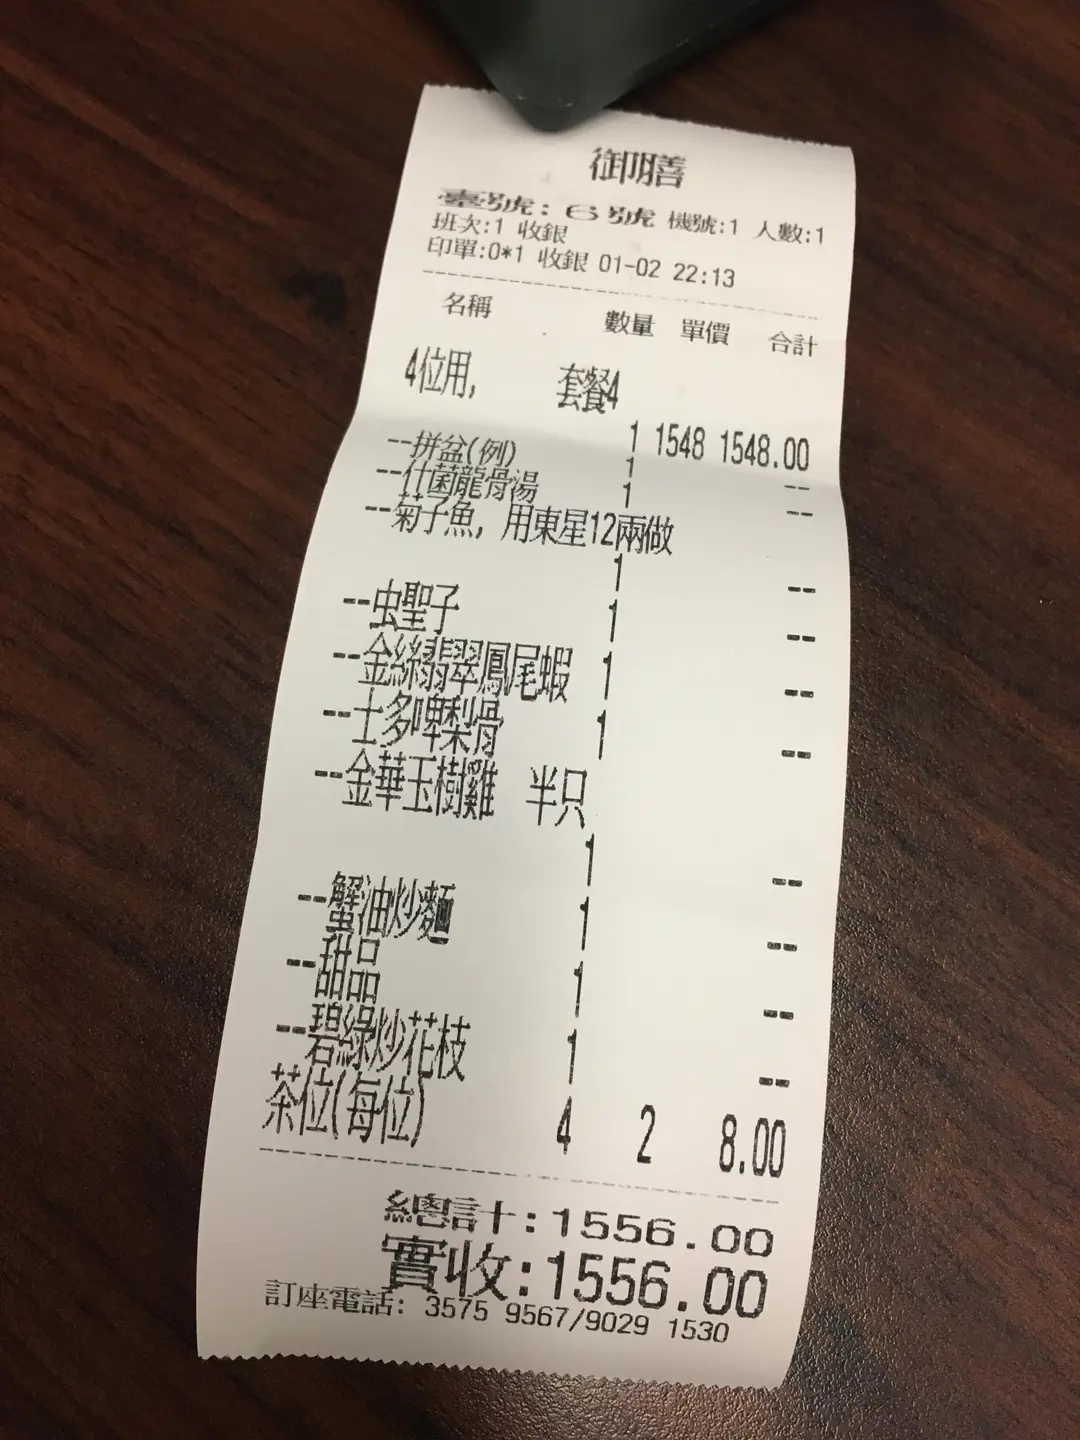 御膳
臺號: 6 號 機號:1 人數:1
班次:1 收銀
印單:0*1 收銀 01-02 22:13
名稱 數量 單價 合計
4位用, 套餐4
1 1548 1548.00
--拼盆(例) 1 --
--什菌龍骨湯 1 --
--菊子魚, 用東星12兩做
1 --
--虫聖子 1 --
--金絲翡翠鳳尾蝦 1 --
--士多啤梨骨 1 --
--金華玉樹雞 半只
1 --
--蟹油炒麵 1 --
--甜品 1 --
--碧綠炒花枝 1 --
茶位(每位) 4 2 8.00
總計:1556.00
實收:1556.00
訂座電話: 3575 9567/9029 1530